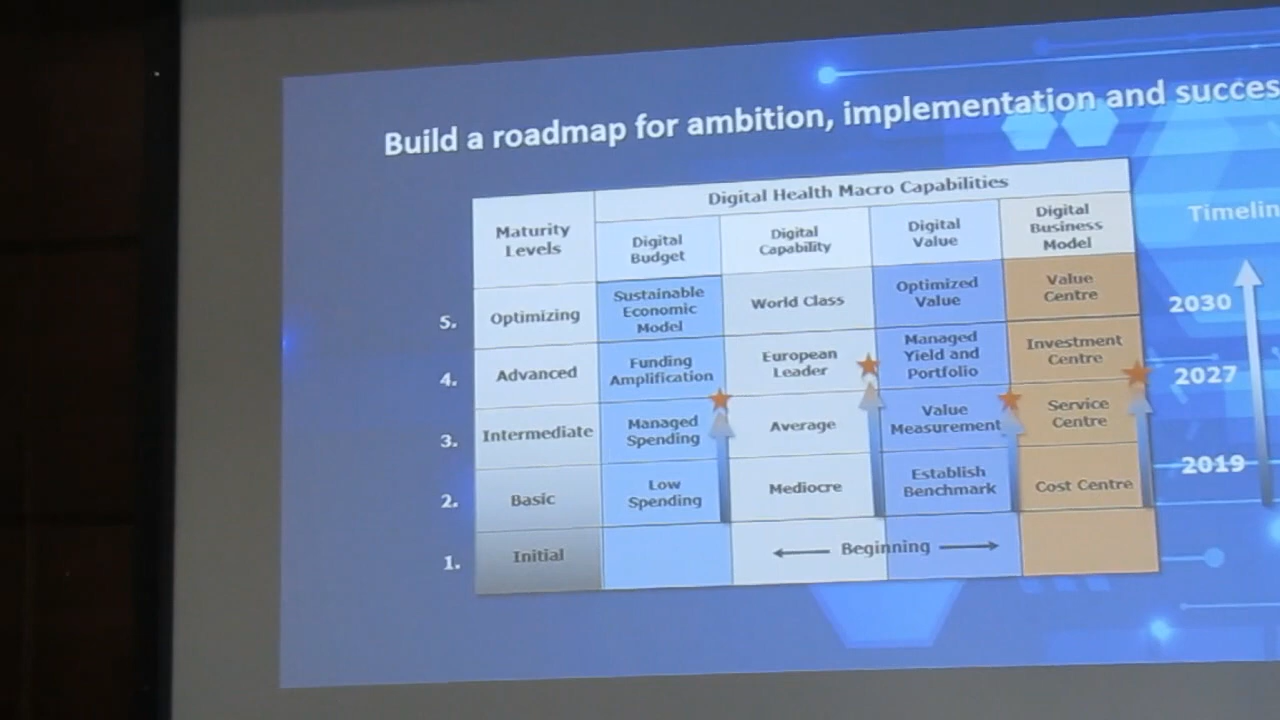 Build a roadmap for ambition, implementation and succes
Digital Health Macro Capabilities
Maturity
Levels
Digital
Budget
Digital
Capability
Digital
Value
Digital
Business
Model
Timelin
5.
Optimizing
Sustainable
Economic
Model
World Class
Optimized
Value
Value
Centre
2030
4.
Advanced
Funding
Amplification
European
Leader
Managed
Yield and
Portfolio
Investment
Centre
2027
3.
Intermediate
Managed
Spending
Average
Value
Measurement
Service
Centre
2.
Basic
Low
Spending
Mediocre
Establish
Benchmark
Cost Centre
2019
1.
Initial
Beginning